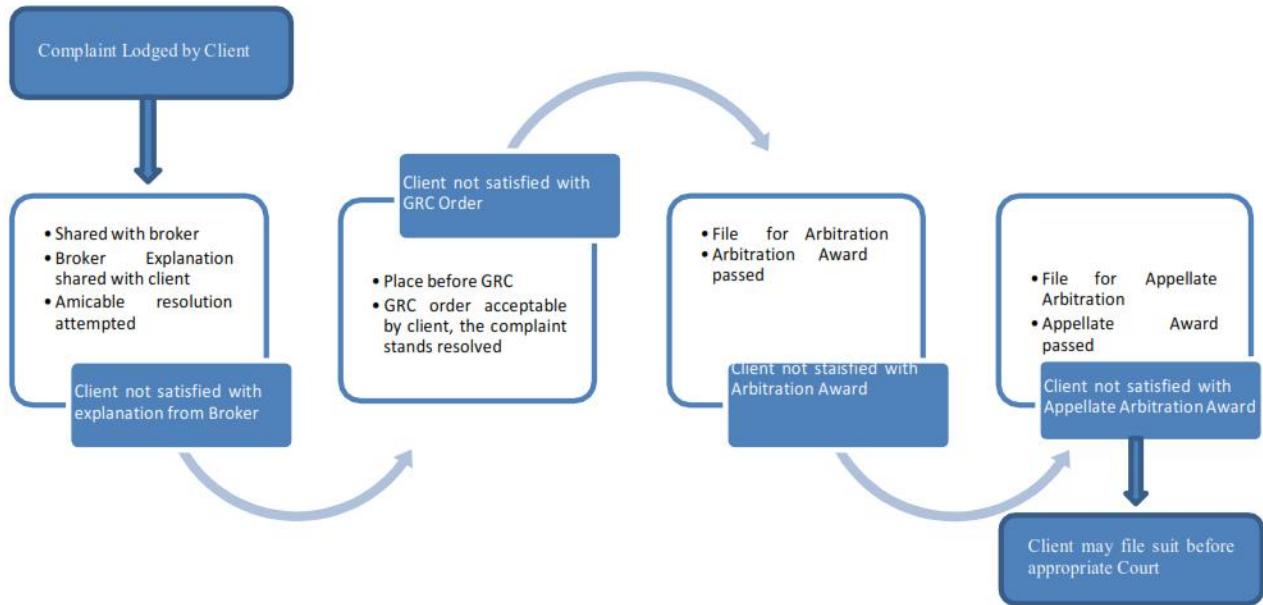 Complaint Lodged by Client
• Shared with broker
• Broker Explanation
shared with client
• Amicable resolution
attempted
Client not satisfied with
explanation from Broker
Client not satisfied with
GRC Order
• Place before GRC
• GRC order acceptable
by client, the complaint
stands resolved
• File for Arbitration
• Arbitration Award
passed
Client not staisfied with
Arbitration Award
• File for Appellate
Arbitration
• Appellate Award
passed
Client not satisfied with
Appellate Arbitration Award
Client may file suit before
appropriate Court